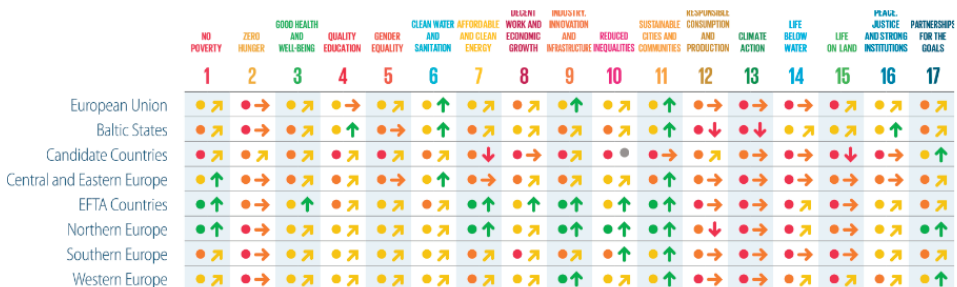 NO
POVERTY
ZERO
HUNGER
GOOD HEALTH
AND
WELL-BEING
QUALITY
EDUCATION
GENDER
EQUALITY
CLEAN WATER
AND
SANITATION
AFFORDABLE
AND CLEAN
ENERGY
DECENT
WORK AND
ECONOMIC
GROWTH
INDUSTRY,
INNOVATION
AND
INFRASTRUCTURE
REDUCED
INEQUALITIES
SUSTAINABLE
CITIES AND
COMMUNITIES
RESPONSIBLE
CONSUMPTION
AND
PRODUCTION
CLIMATE
ACTION
LIFE
BELOW
WATER
LIFE
ON LAND
PEACE,
JUSTICE
AND STRONG
INSTITUTIONS
PARTNERSHIPS
FOR THE
GOALS
1 2 3 4 5 6 7 8 9 10 11 12 13 14 15 16 17
European Union
Baltic States
Candidate Countries
Central and Eastern Europe
EFTA Countries
Northern Europe
Southern Europe
Western Europe